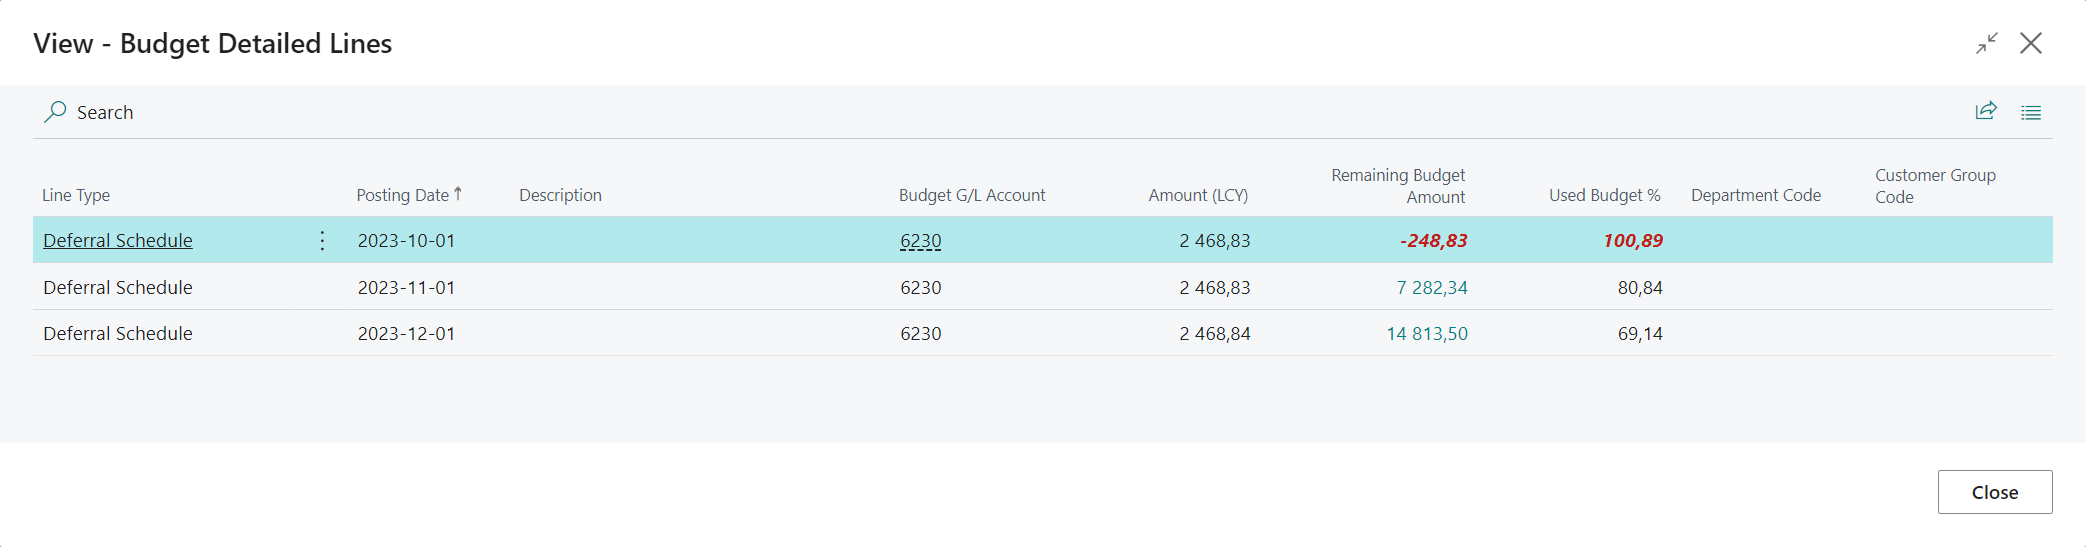 View - Budget Detailed Lines
Search
Line Type Posting Date↑ Description Budget G/L Account Amount (LCY) Remaining Budget Amount Used Budget % Department Code Customer Group Code
Deferral Schedule 2023-10-01 6230 2 468,83 -248,83 100,89
Deferral Schedule 2023-11-01 6230 2 468,83 7 282,34 80,84
Deferral Schedule 2023-12-01 6230 2 468,84 14 813,50 69,14
Close